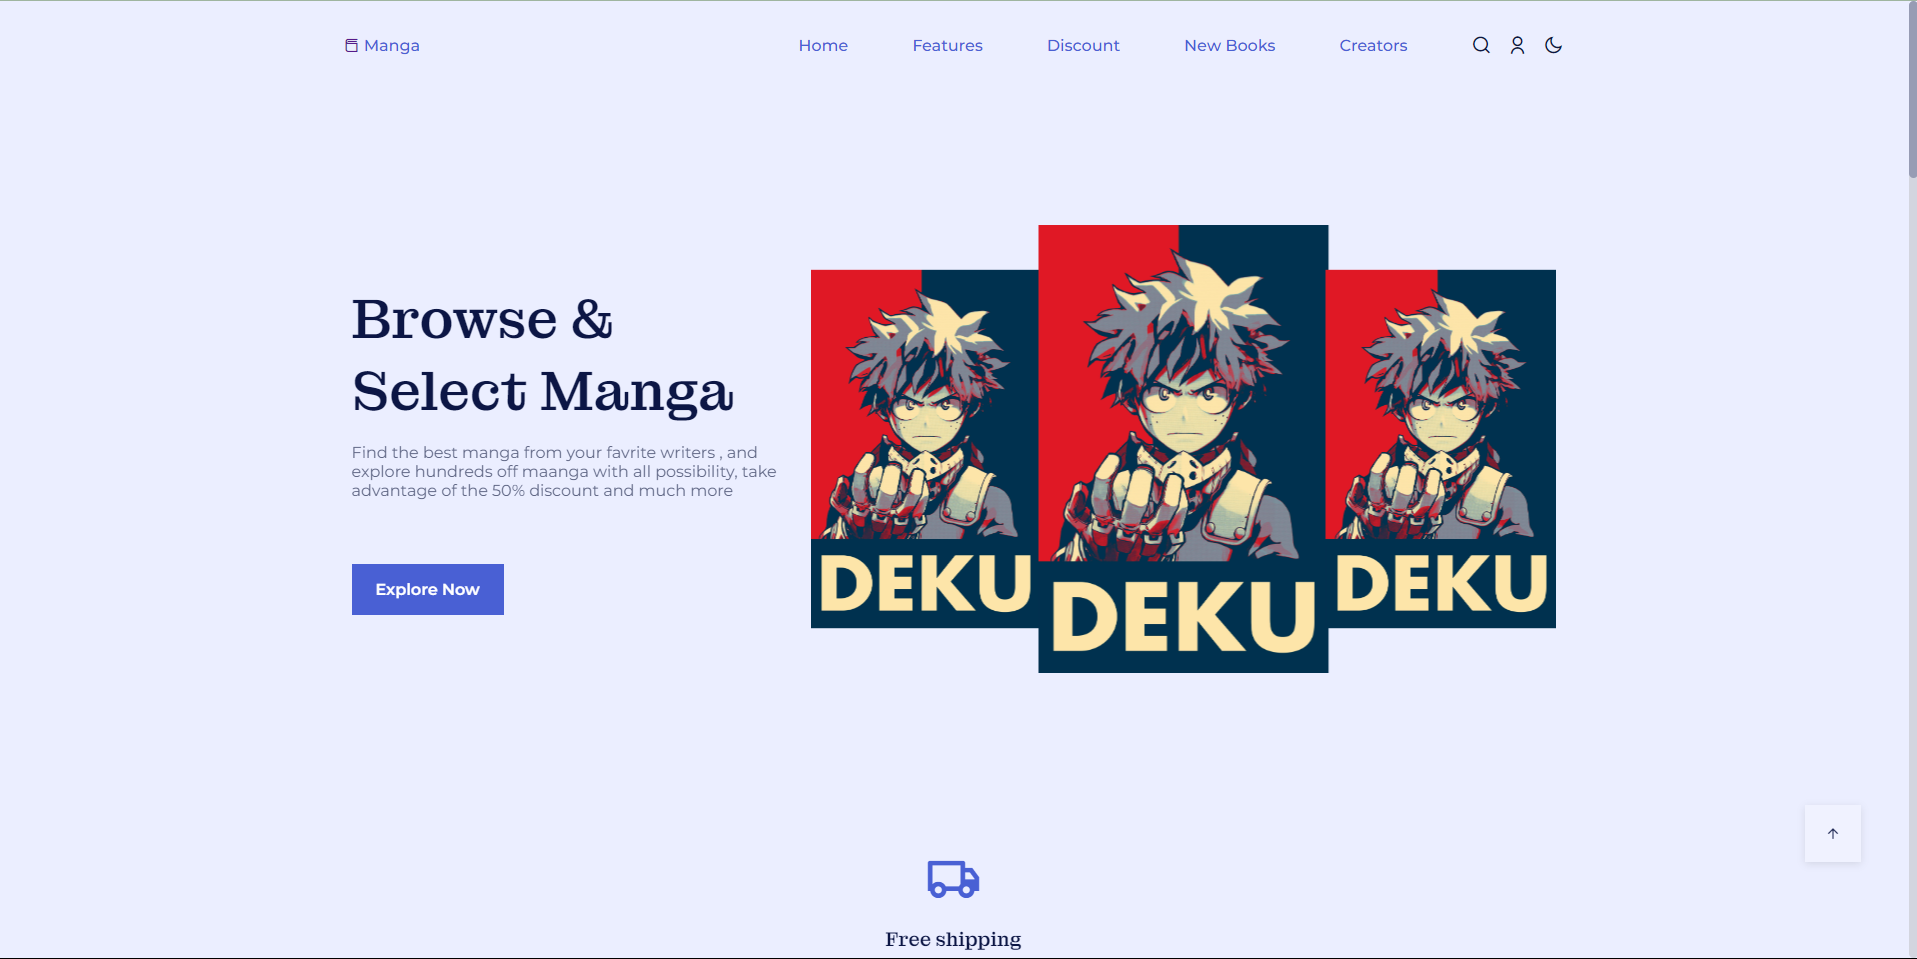 Manga
Home
Features
Discount
New Books
Creators
Browse &
Select Manga
Find the best manga from your favrite writers , and
explore hundreds off maanga with all possibility, take
advantage of the 50% discount and much more
Explore Now
DEKU
DEKU
DEKU
Free shipping